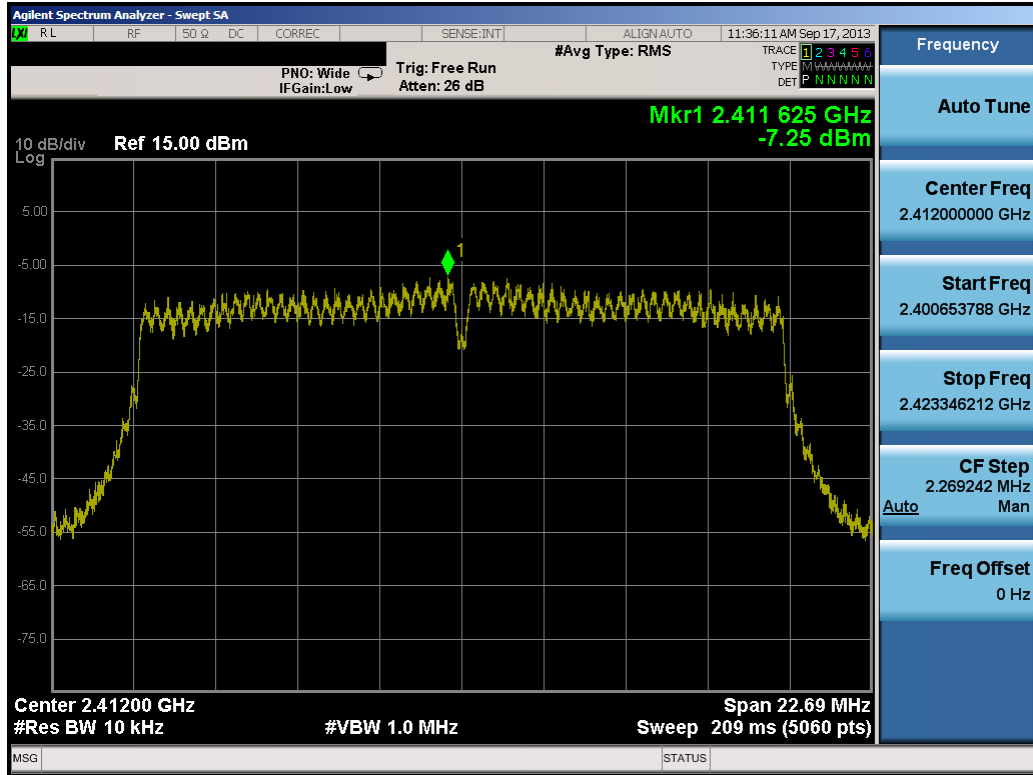 Agilent Spectrum Analyzer - Swept SA
LXI RL RF 50 Ω DC CORREC SENSE:INT ALIGN AUTO 11:36:11 AM Sep 17, 2013
#Avg Type: RMS TRACE 1 2 3 4 5 6
PNO: Wide Trig: Free Run TYPE M WWWWW
IFGain:Low Atten: 26 dB DET P N N N N N
Mkr1 2.411 625 GHz
-7.25 dBm
10 dB/div Ref 15.00 dBm
Log
5.00
1
-5.00
-15.0
-25.0
-35.0
-45.0
-55.0
-65.0
-75.0
Center 2.41200 GHz Span 22.69 MHz
#Res BW 10 kHz #VBW 1.0 MHz Sweep 209 ms (5060 pts)
MSG STATUS
Frequency
Auto Tune
Center Freq
2.412000000 GHz
Start Freq
2.400653788 GHz
Stop Freq
2.423346212 GHz
CF Step
2.269242 MHz
Auto Man
Freq Offset
0 Hz